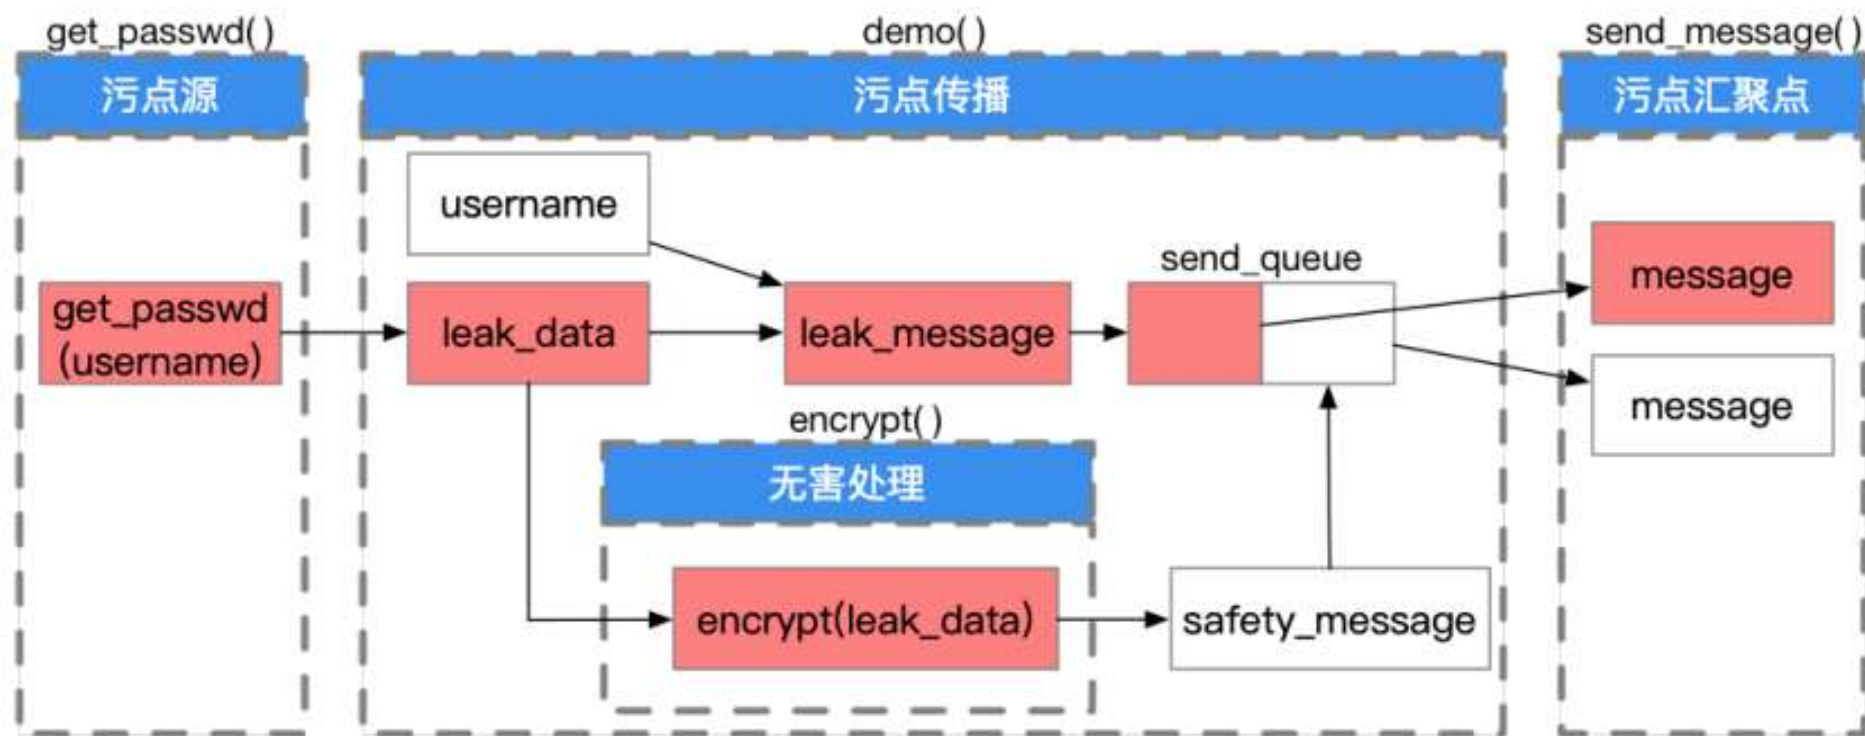 get_passwd()
demo()
send_message()
污点源
污点传播
污点汇聚点
username
send_queue
message
get_passwd
(username)
leak_data
leak_message
message
encrypt()
无害处理
encrypt(leak_data)
safety_message